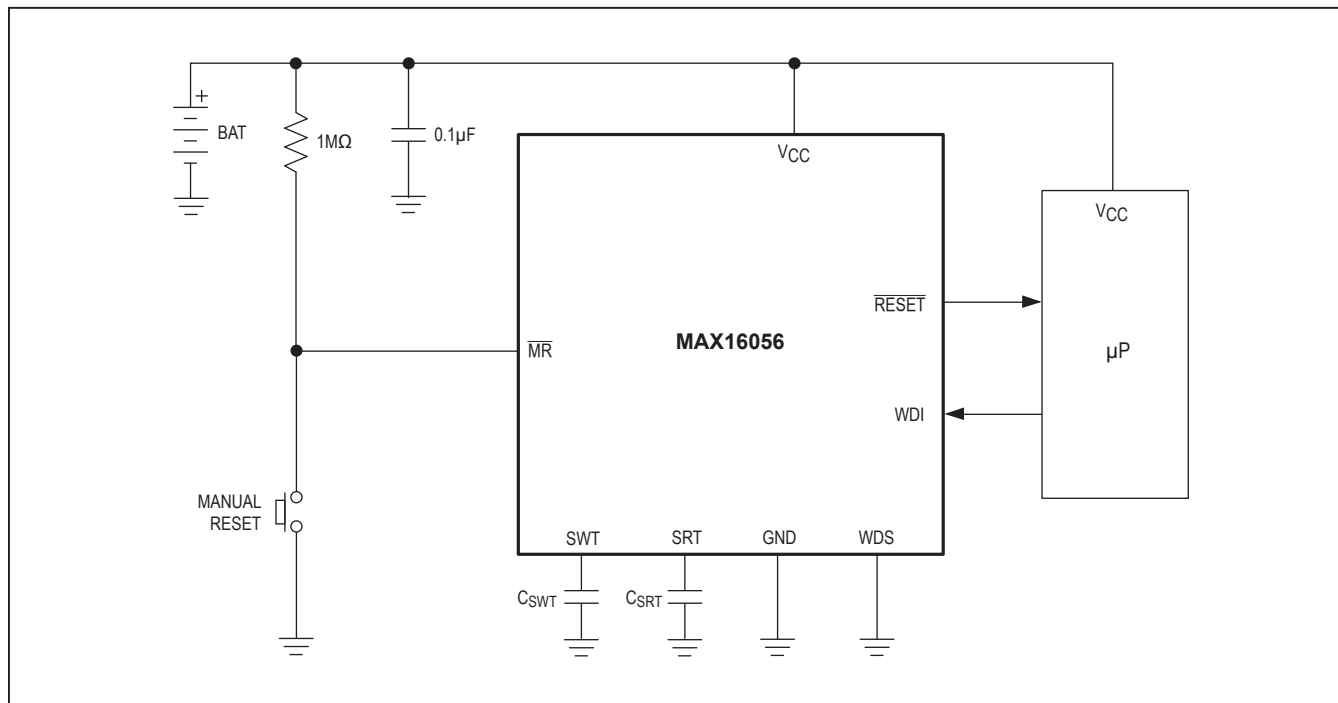 +
BAT
1MΩ
0.1µF
VCC
VCC
RESET
MAX16056
MR
µP
WDI
MANUAL
RESET
SWT
SRT
GND
WDS
CSWT
CSRT